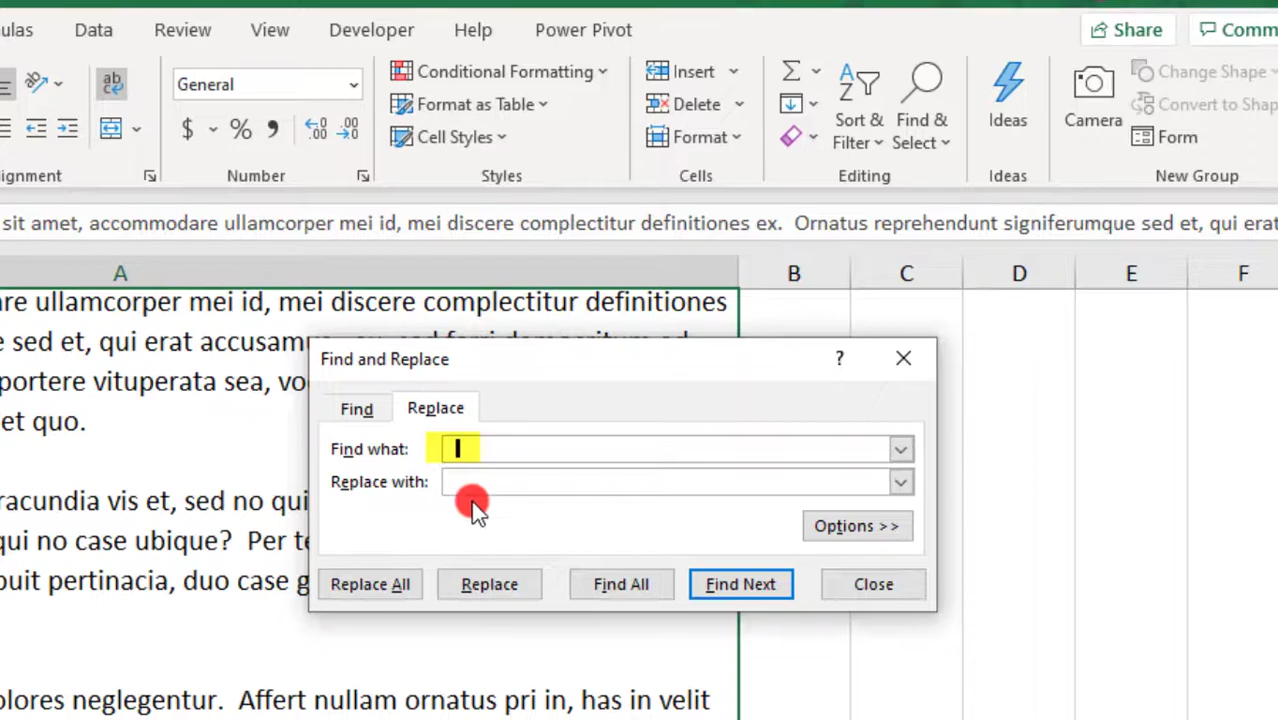 ulas Data Review View Developer Help Power Pivot Share Comm
ab
c
General
Conditional Formatting
Insert
Σ
A
Z
Change Shape
Format as Table
Delete
Convert to Shap
$ % , .00
Sort &
Filter
Find &
Select
Ideas
Camera
Cell Styles
Format
Form
ignment Number Styles Cells Editing Ideas New Group
sit amet, accommodare ullamcorper mei id, mei discere complectitur definitiones ex.  Ornatus reprehendunt signiferumque sed et, qui erat
A B C D E F
re ullamcorper mei id, mei discere complectitur definitiones
e sed et, qui erat accusamu
portere vituperata sea, vo
et quo.
racundia vis et, sed no qui
qui no case ubique?  Per te
puit pertinacia, duo case g
olores neglegentur.  Affert nullam ornatus pri in, has in velit
Find and Replace ?
Find Replace
Find what:
Replace with:
Options >>
Replace All Replace Find All Find Next Close